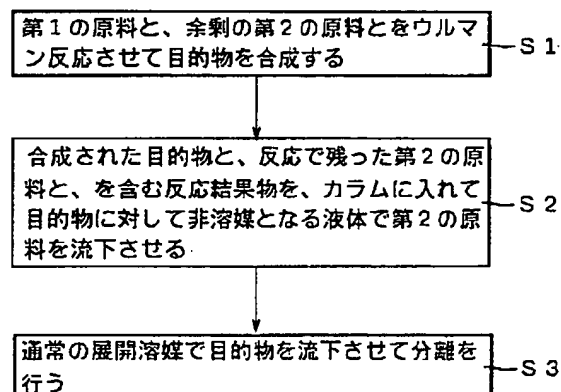 第1の原料と、余剰の第2の原料とをウルマ
ン反応させて目的物を合成する
S1
合成された目的物と、反応で残った第2の原
料と、を含む反応結果物を、カラムに入れて
目的物に対して非溶媒となる液体で第2の原
料を流下させる
S2
通常の展開溶媒で目的物を流下させて分離を
行う
S3